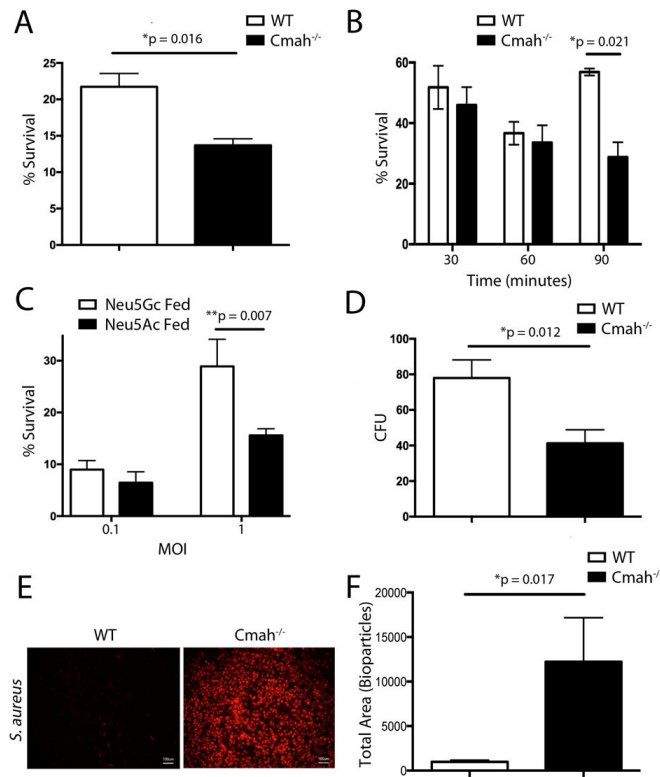 A
WT
Cmah-/-
*p = 0.016
25
20
15
10
5
0
% Survival
B
WT
Cmah-/-
*p = 0.021
60
40
20
0
% Survival
30 60 90
Time (minutes)
C
Neu5Gc Fed
Neu5Ac Fed
**p = 0.007
30
20
10
0
% Survival
0.1 1
MOI
D
WT
Cmah-/-
*p = 0.012
100
80
60
40
20
0
CFU
E
WT Cmah-/-
S. aureus
F
WT
Cmah-/-
*p = 0.017
20000
15000
10000
5000
0
Total Area (Bioparticles)